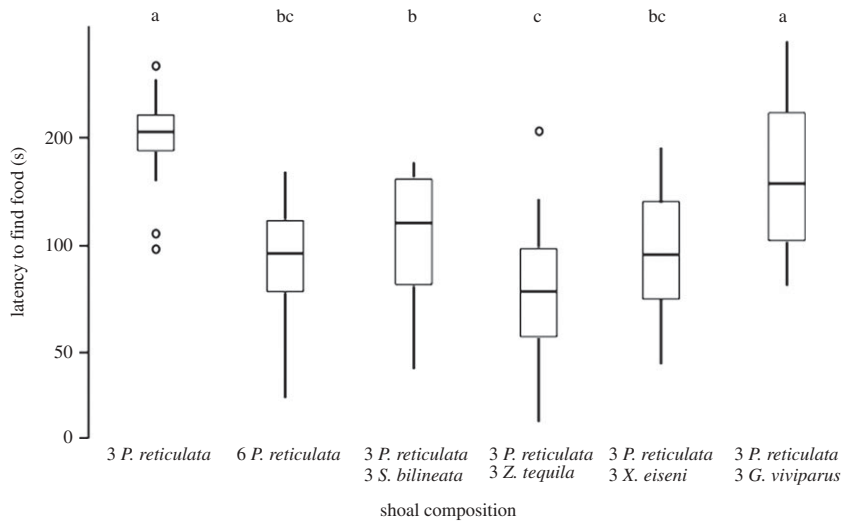 a bc b c bc a
latency to find food (s)
200
100
50
0
3 P. reticulata 6 P. reticulata 3 P. reticulata 3 P. reticulata 3 P. reticulata 3 P. reticulata
3 S. bilineata 3 Z. tequila 3 X. eiseni 3 G. viviparus
shoal composition